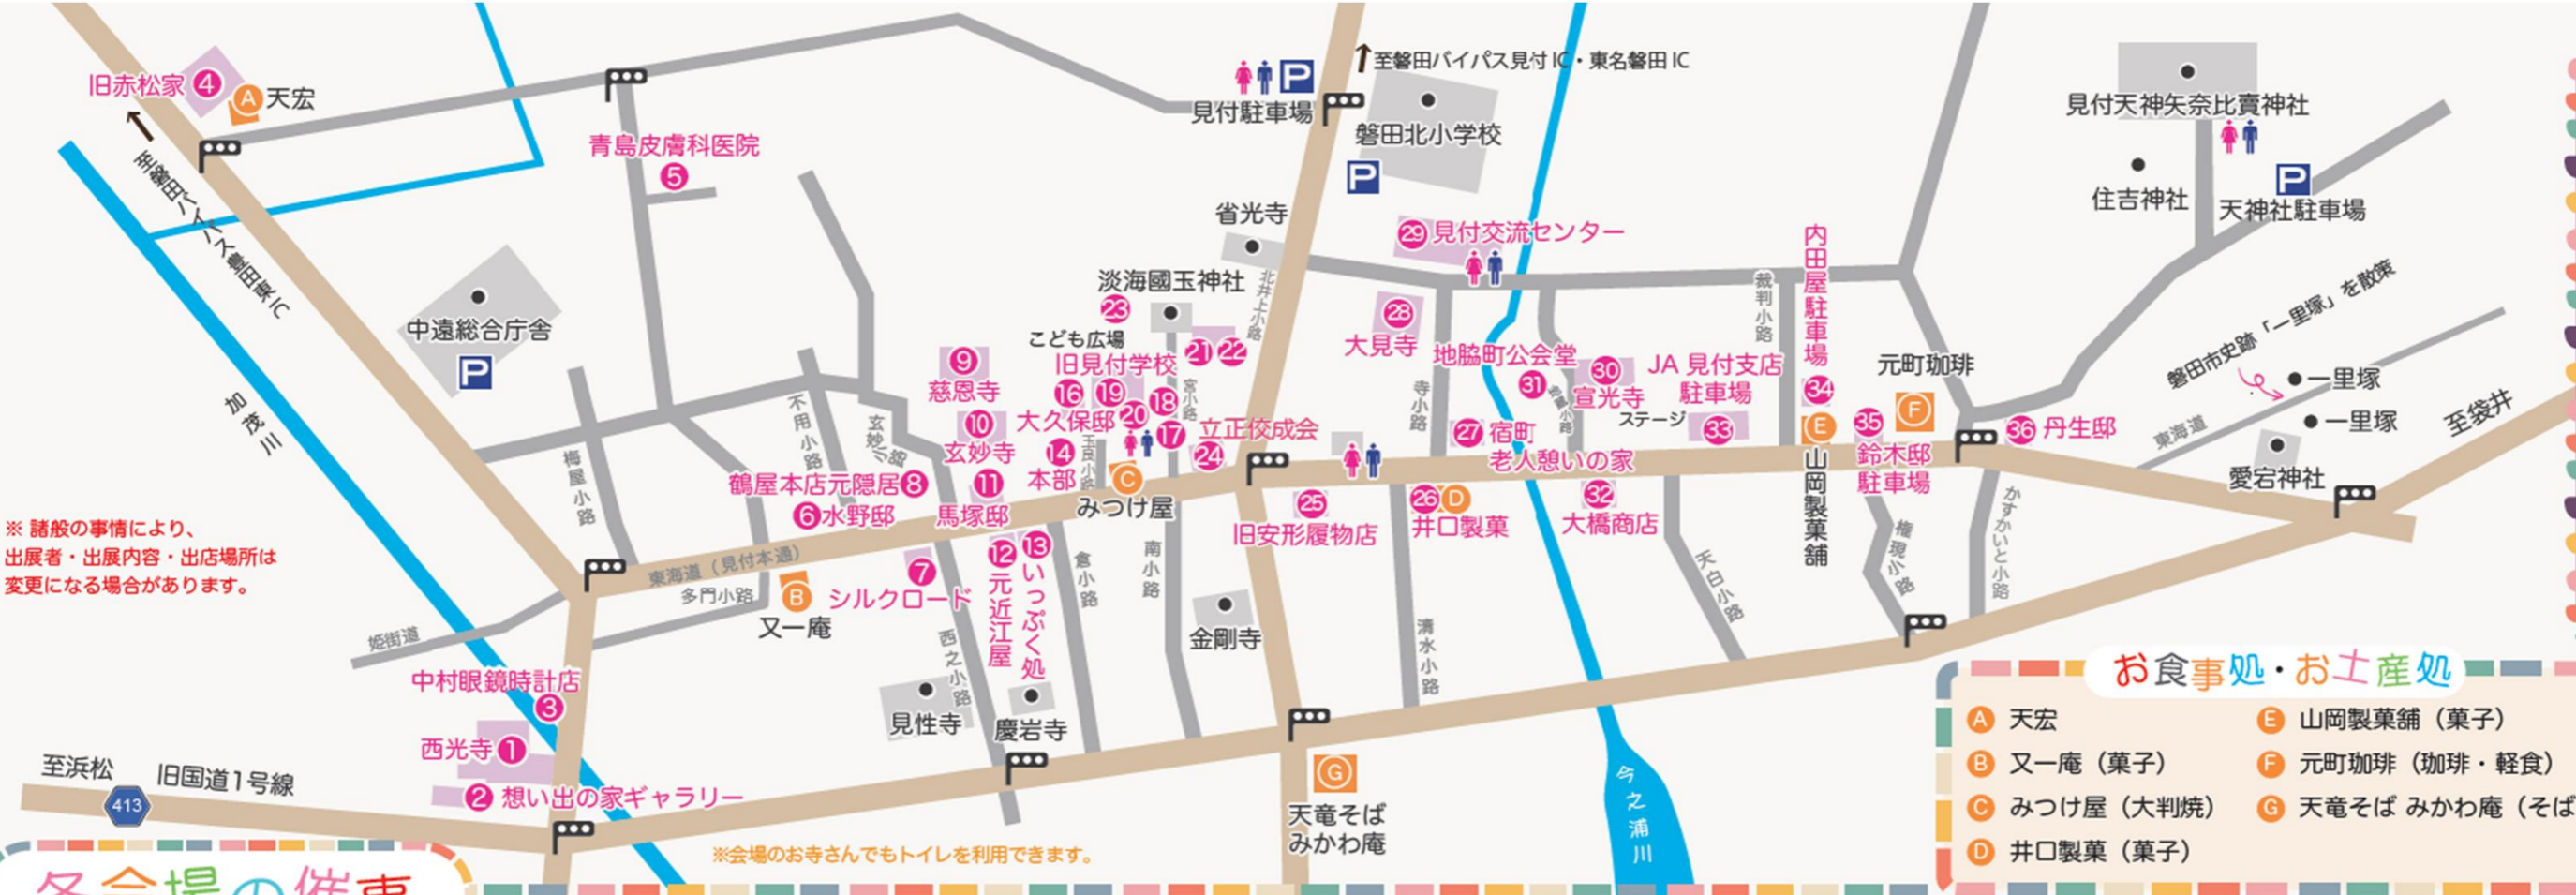 旧赤松家 4
A 天宏
至磐田バイパス豊田東IC
加茂川
青島皮膚科医院
5
中遠総合庁舎
P
見付駐車場
P
至磐田バイパス見付IC・東名磐田IC
磐田北小学校
P
省光寺
北井上小路
淡海國玉神社
23
こども広場
旧見付学校
21 22
16 19 18
大久保邸 20
17
宮小路
玉良小路
立正佼成会
24
14
本部
C
みつけ屋
9
慈恩寺
10
玄妙寺
11
馬塚邸
玄妙小路
不用小路
梅屋小路
鶴屋本店元隠居 8
6 水野邸
東海道(見付本通)
多門小路
B
又一庵
7
シルクロード
12 元近江屋
13 いっぷく処
倉小路
南小路
西之小路
見性寺
慶岩寺
金剛寺
姫街道
中村眼鏡時計店
3
西光寺 1
2 想い出の家ギャラリー
至浜松
旧国道1号線
413
29 見付交流センター
28
大見寺
寺小路
地脇町公会堂
31
30
宣光寺
27 宿町
老人憩いの家
JA 見付支店
駐車場
ステージ
33
裁判小路
内田屋駐車場
34
E
山岡製菓舗
元町珈琲
F
35
鈴木邸
駐車場
36 丹生邸
25
旧安形履物店
26 D
井口製菓
32
大橋商店
清水小路
天白小路
権現小路
かすかいと小路
今之浦川
G
天竜そば
みかわ庵
見付天神矢奈比賣神社
住吉神社
P
天神社駐車場
磐田市史跡「一里塚」を散策
一里塚
一里塚
東海道
愛宕神社
至袋井
※ 諸般の事情により、
出展者・出展内容・出店場所は
変更になる場合があります。
※会場のお寺さんでもトイレを利用できます。
各会場の催事
お食事処・お土産処
A 天宏
B 又一庵(菓子)
C みつけ屋(大判焼)
D 井口製菓(菓子)
E 山岡製菓舗(菓子)
F 元町珈琲(珈琲・軽食)
G 天竜そば みかわ庵(そば